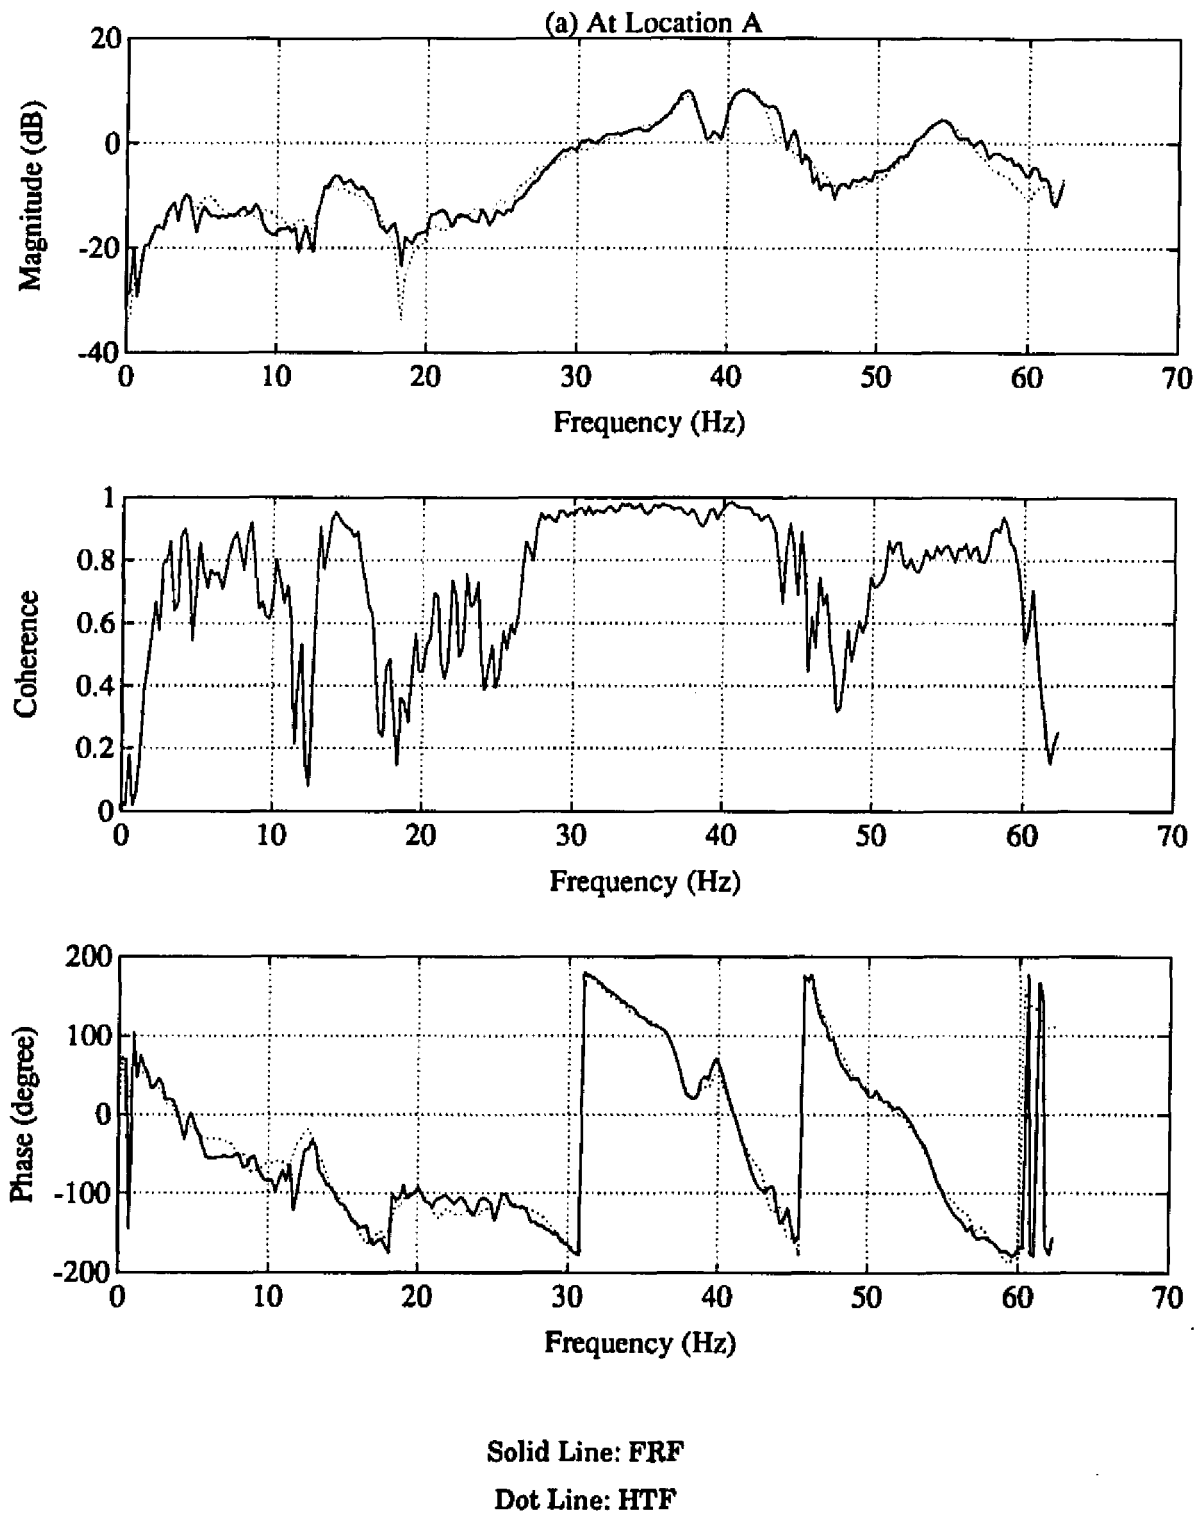 (a) At Location A
20
0
-20
-40
Magnitude (dB)
0 10 20 30 40 50 60 70
Frequency (Hz)
1
0.8
0.6
0.4
0.2
0
Coherence
0 10 20 30 40 50 60 70
Frequency (Hz)
200
100
0
-100
-200
Phase (degree)
0 10 20 30 40 50 60 70
Frequency (Hz)
Solid Line: FRF
Dot Line: HTF